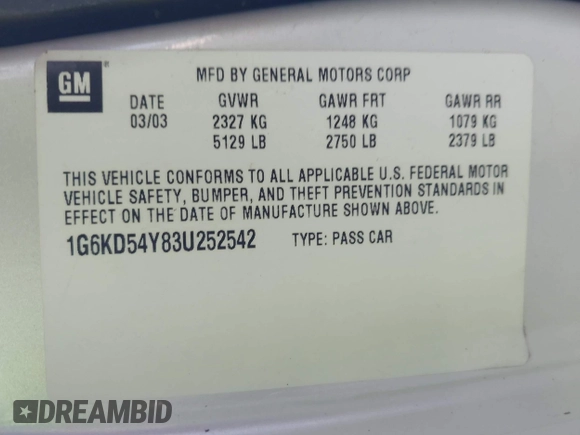 GM
MFD BY GENERAL MOTORS CORP
DATE GVWR GAWR FRT GAWR RR
03/03 2327 KG 1248 KG 1079 KG
5129 LB 2750 LB 2379 LB
THIS VEHICLE CONFORMS TO ALL APPLICABLE U.S. FEDERAL MOTOR
VEHICLE SAFETY, BUMPER, AND THEFT PREVENTION STANDARDS IN
EFFECT ON THE DATE OF MANUFACTURE SHOWN ABOVE.
1G6KD54Y83U252542 TYPE: PASS CAR
DREAMBID